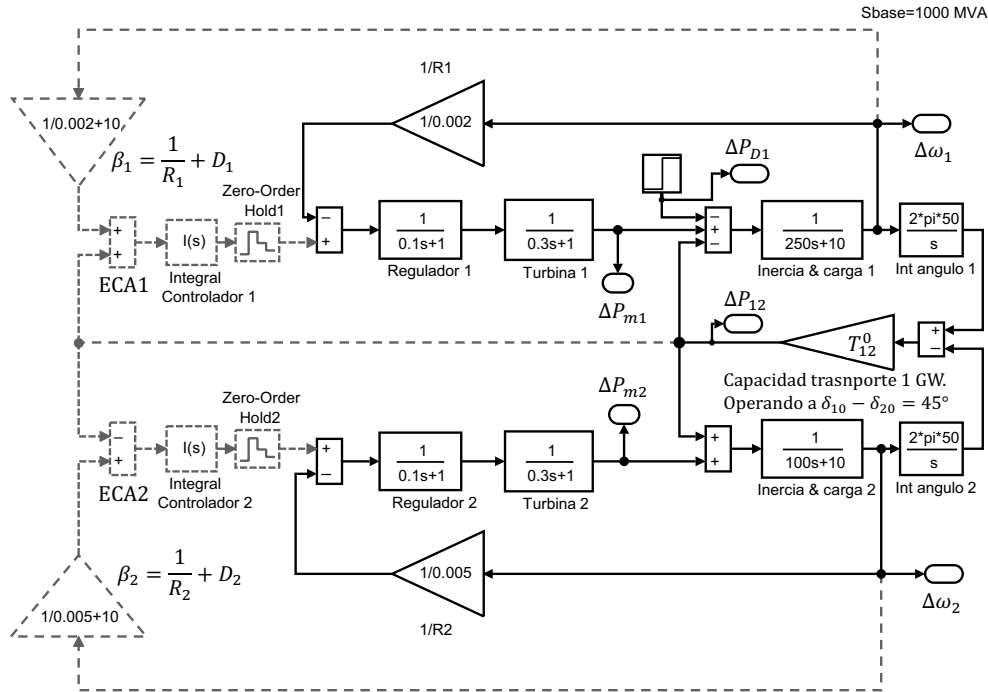 Sbase=1000 MVA
1/R1
1/0.002
1/0.002+10
β₁ = 1/R₁ + D₁
Δω₁
ΔP_D1
Zero-Order
Hold1
−
+
+
+
ECA1
I(s)
Integral
Controlador 1
1
0.1s+1
Regulador 1
1
0.3s+1
Turbina 1
ΔP_m1
−
+
−
1
250s+10
Inercia & carga 1
2*pi*50
s
Int angulo 1
ΔP₁₂
T⁰₁₂
+
−
Capacidad trasnporte 1 GW.
Operando a δ₁₀ − δ₂₀ = 45°
ΔP_m2
Zero-Order
Hold2
−
+
ECA2
I(s)
Integral
Controlador 2
+
−
1
0.1s+1
Regulador 2
1
0.3s+1
Turbina 2
+
+
1
100s+10
Inercia & carga 2
2*pi*50
s
Int angulo 2
β₂ = 1/R₂ + D₂
1/0.005+10
1/0.005
1/R2
Δω₂